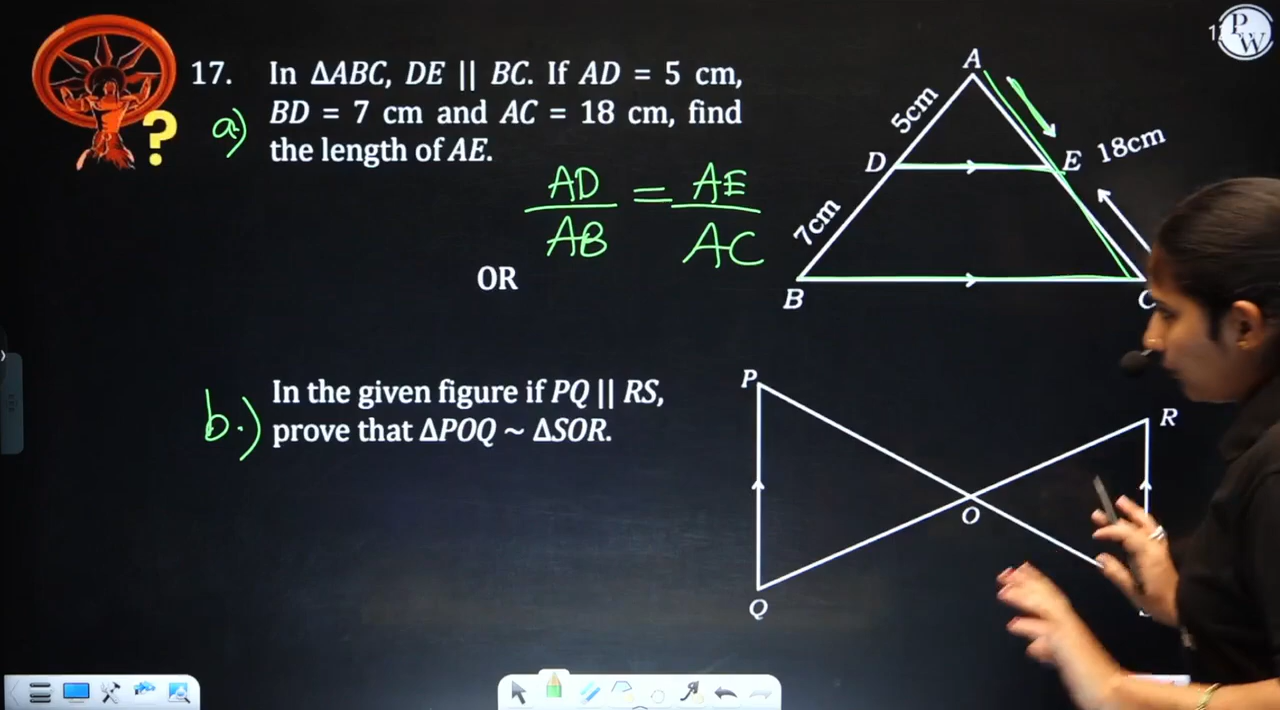 17. In ΔABC, DE || BC. If AD = 5 cm,
a) BD = 7 cm and AC = 18 cm, find
the length of AE.
AD/AB = AE/AC
OR
b.) In the given figure if PQ || RS,
prove that ΔPOQ ~ ΔSOR.
A
5cm
D
E
18cm
7cm
B
C
P
R
O
Q
?
PW